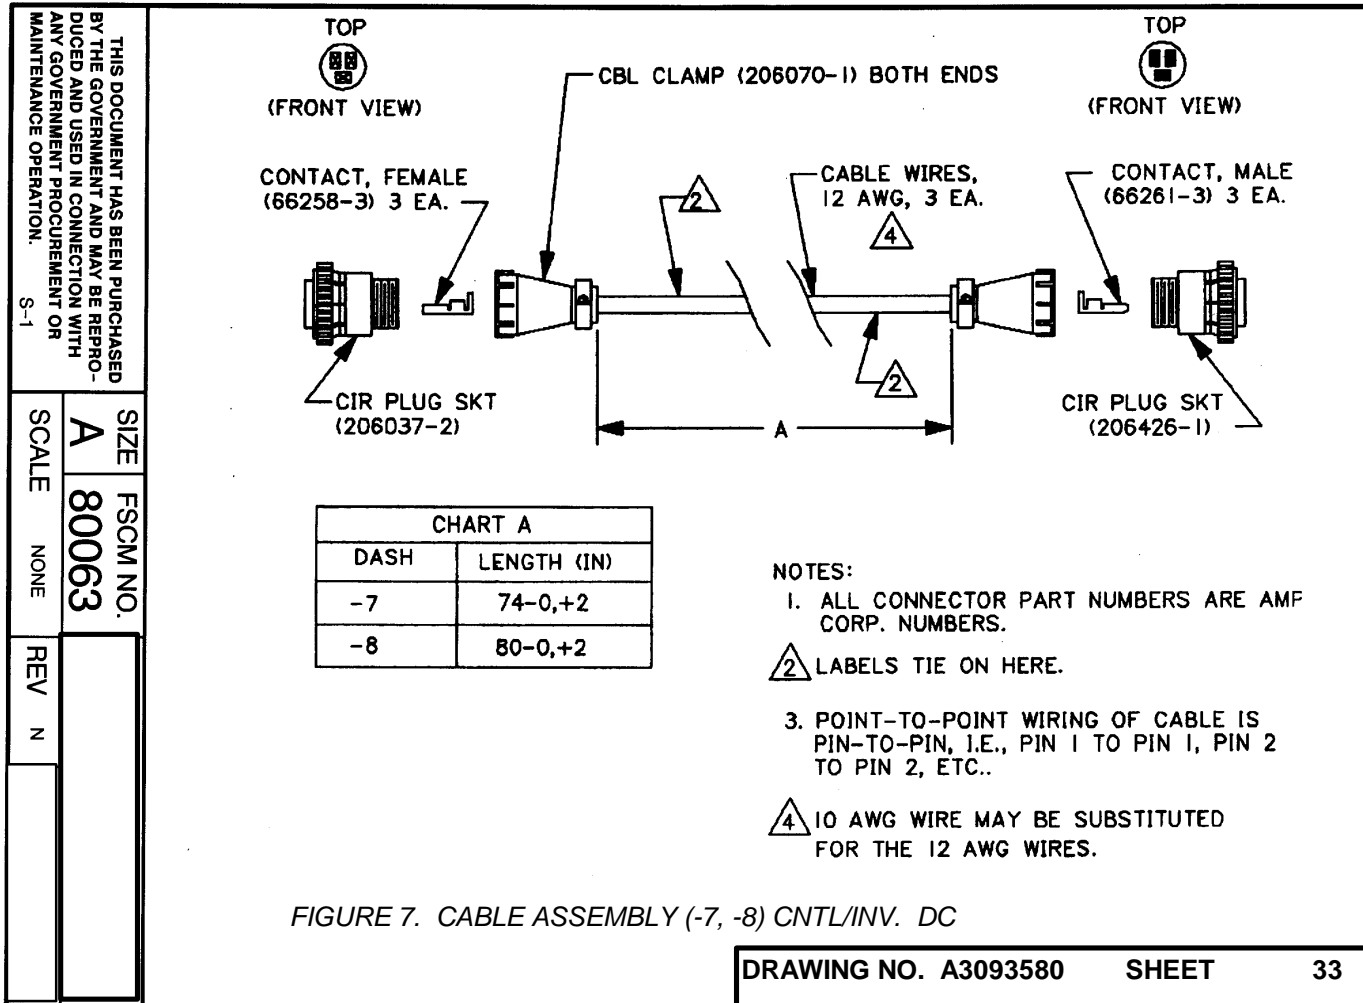 THIS DOCUMENT HAS BEEN PURCHASED
BY THE GOVERNMENT AND MAY BE REPRO-
DUCED AND USED IN CONNECTION WITH
ANY GOVERNMENT PROCUREMENT OR
MAINTENANCE OPERATION.
S-1
SIZE
A
FSCM NO.
80063
SCALE NONE
REV N
TOP
(FRONT VIEW)
CBL CLAMP (206070-1) BOTH ENDS
TOP
(FRONT VIEW)
CONTACT, FEMALE
(66258-3) 3 EA.
2
CABLE WIRES,
12 AWG, 3 EA.
4
CONTACT, MALE
(66261-3) 3 EA.
2
CIR PLUG SKT
(206037-2)
A
CIR PLUG SKT
(206426-1)
CHART A
DASH LENGTH (IN)
-7 74-0,+2
-8 80-0,+2
NOTES:
1. ALL CONNECTOR PART NUMBERS ARE AMP
CORP. NUMBERS.
2 LABELS TIE ON HERE.
3. POINT-TO-POINT WIRING OF CABLE IS
PIN-TO-PIN, I.E., PIN 1 TO PIN 1, PIN 2
TO PIN 2, ETC..
4 10 AWG WIRE MAY BE SUBSTITUTED
FOR THE 12 AWG WIRES.
FIGURE 7. CABLE ASSEMBLY (-7, -8) CNTL/INV. DC
DRAWING NO. A3093580 SHEET 33